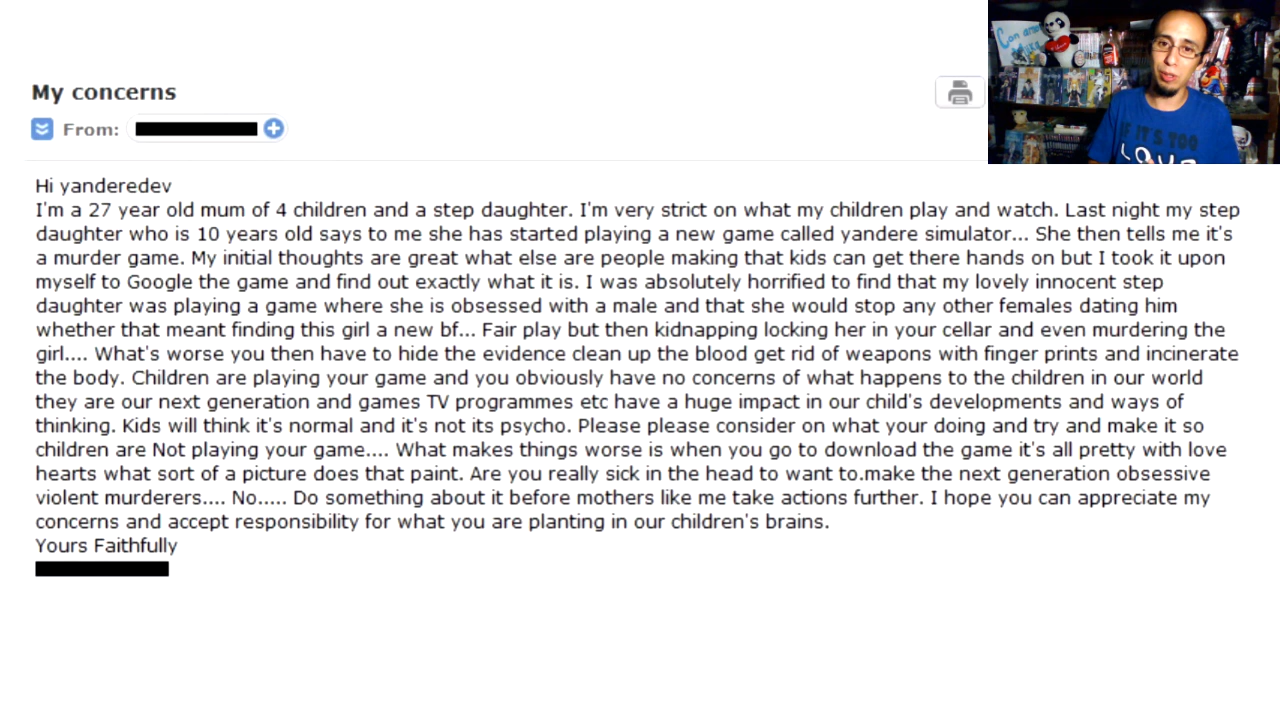 My concerns
From:
Hi yanderedev
I'm a 27 year old mum of 4 children and a step daughter. I'm very strict on what my children play and watch. Last night my step
daughter who is 10 years old says to me she has started playing a new game called yandere simulator... She then tells me it's
a murder game. My initial thoughts are great what else are people making that kids can get there hands on but I took it upon
myself to Google the game and find out exactly what it is. I was absolutely horrified to find that my lovely innocent step
daughter was playing a game where she is obsessed with a male and that she would stop any other females dating him
whether that meant finding this girl a new bf... Fair play but then kidnapping locking her in your cellar and even murdering the
girl.... What's worse you then have to hide the evidence clean up the blood get rid of weapons with finger prints and incinerate
the body. Children are playing your game and you obviously have no concerns of what happens to the children in our world
they are our next generation and games TV programmes etc have a huge impact in our child's developments and ways of
thinking. Kids will think it's normal and it's not its psycho. Please please consider on what your doing and try and make it so
children are Not playing your game.... What makes things worse is when you go to download the game it's all pretty with love
hearts what sort of a picture does that paint. Are you really sick in the head to want to.make the next generation obsessive
violent murderers.... No..... Do something about it before mothers like me take actions further. I hope you can appreciate my
concerns and accept responsibility for what you are planting in our children's brains.
Yours Faithfully
Con amor
IF IT'S TOO
LOUD